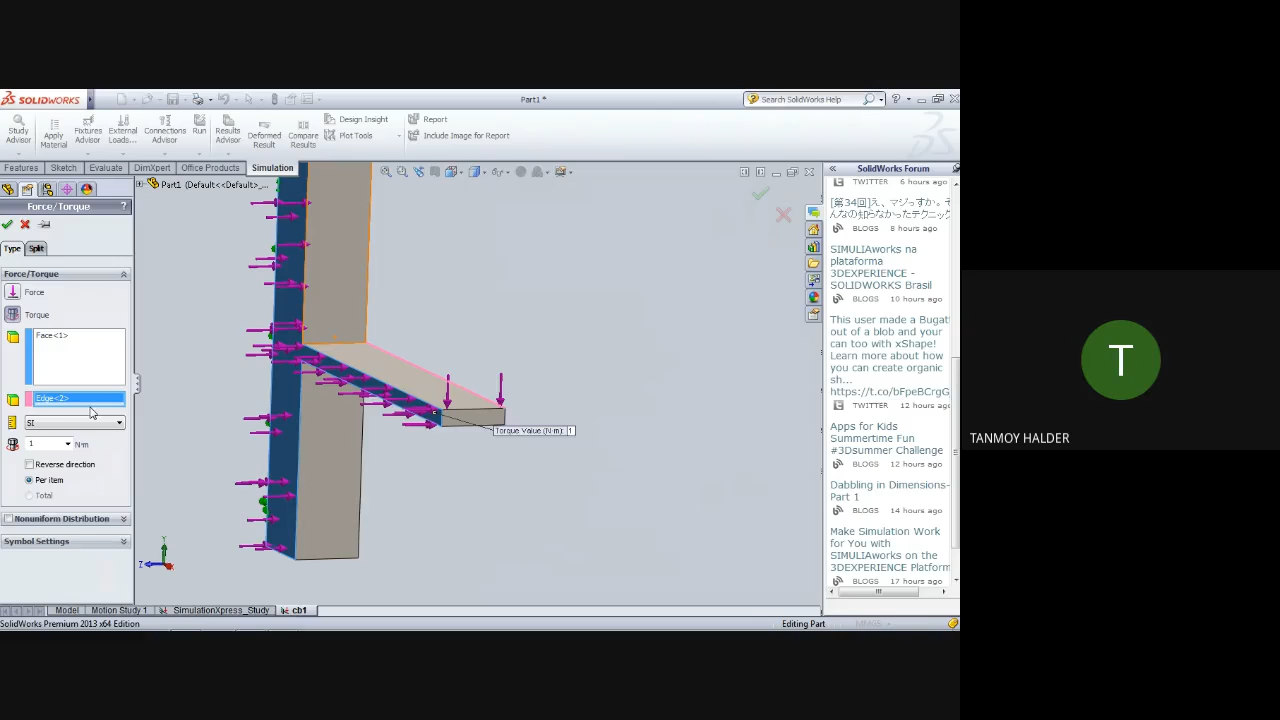 SOLIDWORKS
Part1 *
Search SolidWorks Help
Study Advisor
Apply Material
Fixtures Advisor
External Loads...
Connections Advisor
Run
Results Advisor
Deformed Result
Compare Results
Design Insight
Plot Tools
Report
Include Image for Report
Features
Sketch
Evaluate
DimXpert
Office Products
Simulation
Part1 (Default<<Default>_...
Force/Torque
?
Type
Split
Force/Torque
Force
Torque
Face<1>
Edge<2>
SI
1
N·m
Reverse direction
Per item
Total
Nonuniform Distribution
Symbol Settings
Torque Value (N·m): 1
Y
Z
Model
Motion Study 1
SimulationXpress_Study
cb1
SolidWorks Premium 2013 x64 Edition
Editing Part
MMGS
SolidWorks Forum
TWITTER 6 hours ago
BLOGS 8 hours ago
SIMULIAworks na
plataforma
3DEXPERIENCE -
SOLIDWORKS Brasil
BLOGS 10 hours ago
This user made a Bugat
out of a blob and you
can too with xShape!
Learn more about how
you can create organic
sh...
https://t.co/bFpeBCrgG
TWITTER 12 hours ago
Apps for Kids
Summertime Fun
#3Dsummer Challenge
BLOGS 12 hours ago
Dabbling in Dimensions-
Part 1
BLOGS 14 hours ago
Make Simulation Work
for You with
SIMULIAworks on the
3DEXPERIENCE Platform
BLOGS 17 hours ago
T
TANMOY HALDER